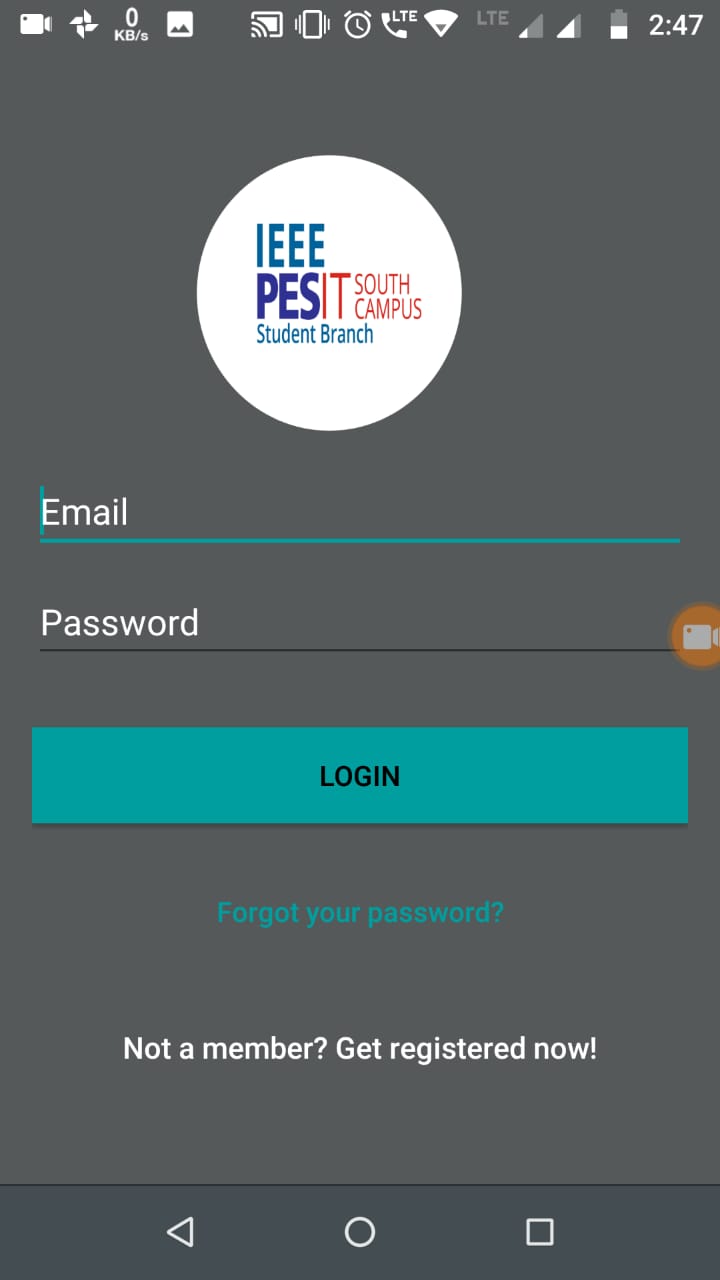 0
KB/s
LTE
LTE
2:47
IEEE
PESIT SOUTH
CAMPUS
Student Branch
Email
Password
LOGIN
Forgot your password?
Not a member? Get registered now!